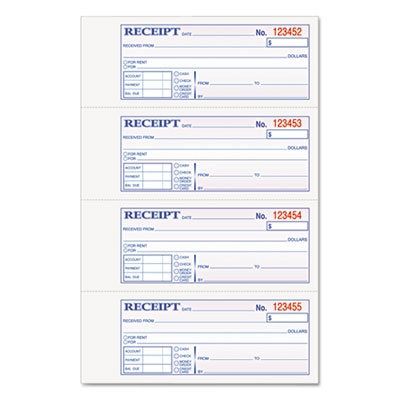 RECEIPT DATE No. 123452
RECEIVED FROM $
DOLLARS
FOR RENT
FOR
ACCOUNT CASH
PAYMENT CHECK FROM TO
MONEY ORDER
BAL. DUE CREDIT CARD BY
RECEIPT DATE No. 123453
RECEIVED FROM $
DOLLARS
FOR RENT
FOR
ACCOUNT CASH
PAYMENT CHECK FROM TO
MONEY ORDER
BAL. DUE CREDIT CARD BY
RECEIPT DATE No. 123454
RECEIVED FROM $
DOLLARS
FOR RENT
FOR
ACCOUNT CASH
PAYMENT CHECK FROM TO
MONEY ORDER
BAL. DUE CREDIT CARD BY
RECEIPT DATE No. 123455
RECEIVED FROM $
DOLLARS
FOR RENT
FOR
ACCOUNT CASH
PAYMENT CHECK FROM TO
MONEY ORDER
BAL. DUE CREDIT CARD BY